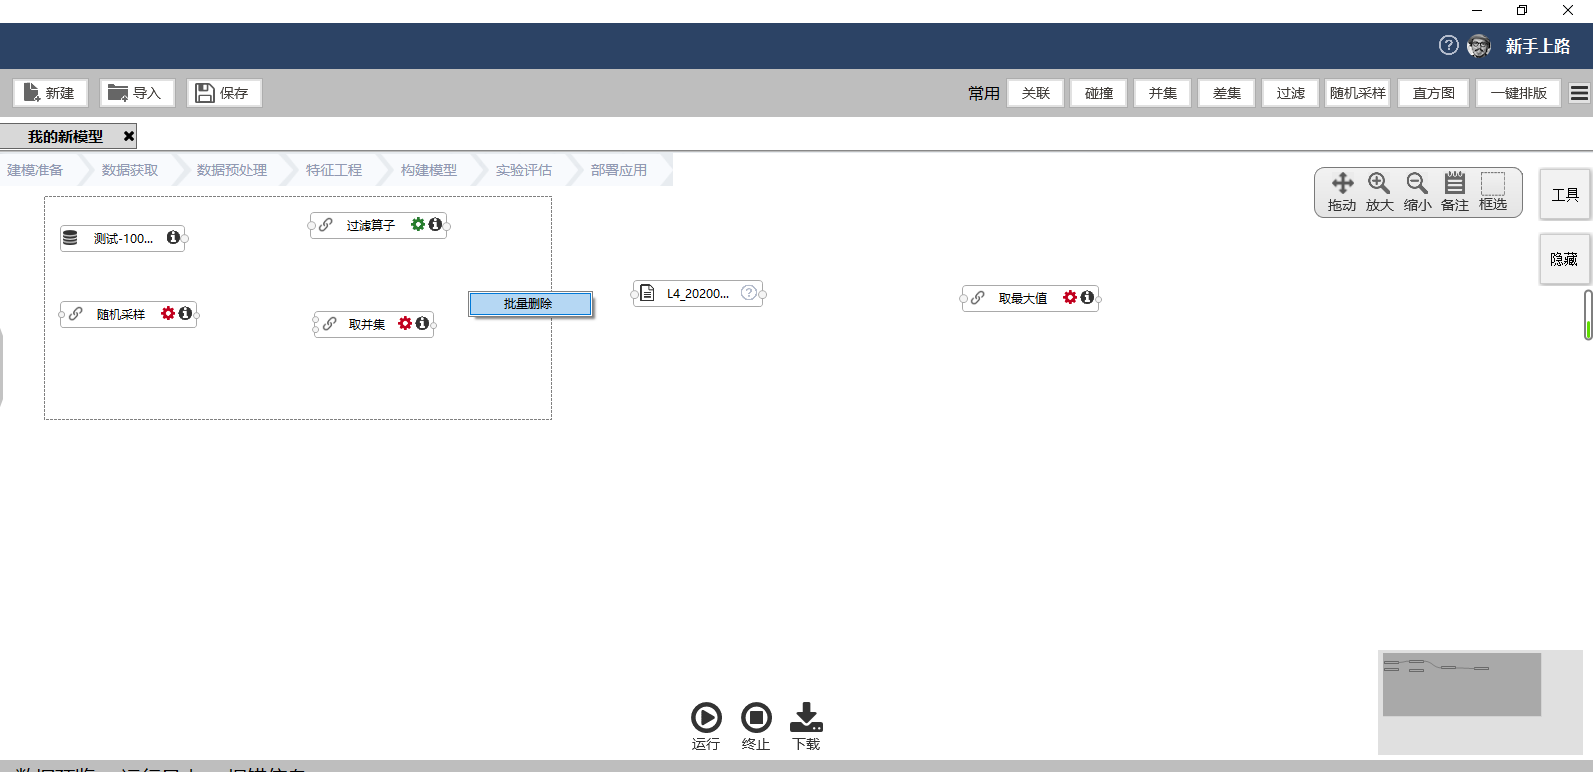 新手上路
新建
导入
保存
常用
关联
碰撞
并集
差集
过滤
随机采样
直方图
一键排版
我的新模型
建模准备
数据获取
数据预处理
特征工程
构建模型
实验评估
部署应用
拖动
放大
缩小
备注
框选
工具
隐藏
测试-100...
过滤算子
随机采样
取并集
批量删除
L4_20200...
取最大值
运行
终止
下载